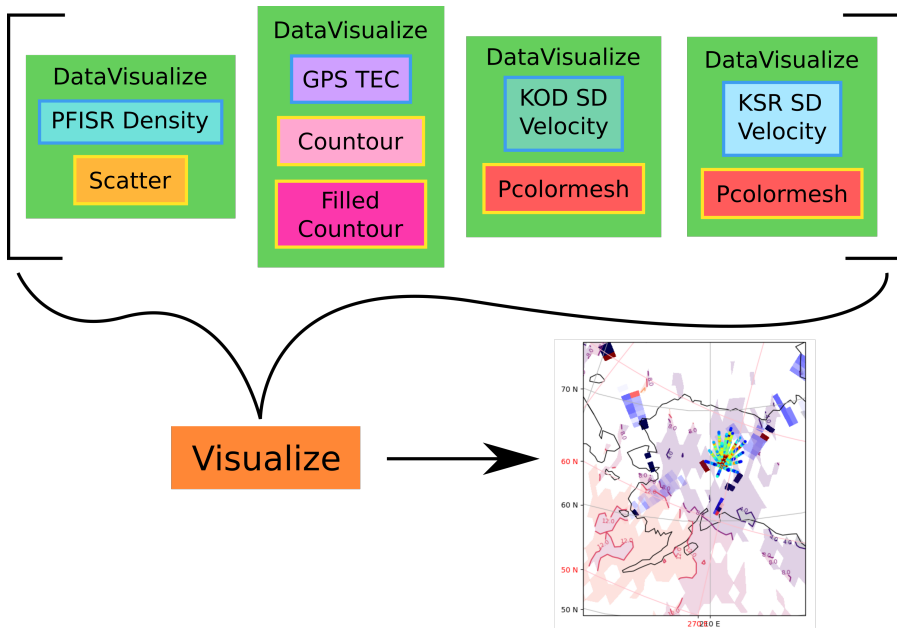 DataVisualize
PFISR Density
Scatter
DataVisualize
GPS TEC
Countour
Filled
Countour
DataVisualize
KOD SD
Velocity
Pcolormesh
DataVisualize
KSR SD
Velocity
Pcolormesh
Visualize
70 N
60 N
60 N
50 N
50 N